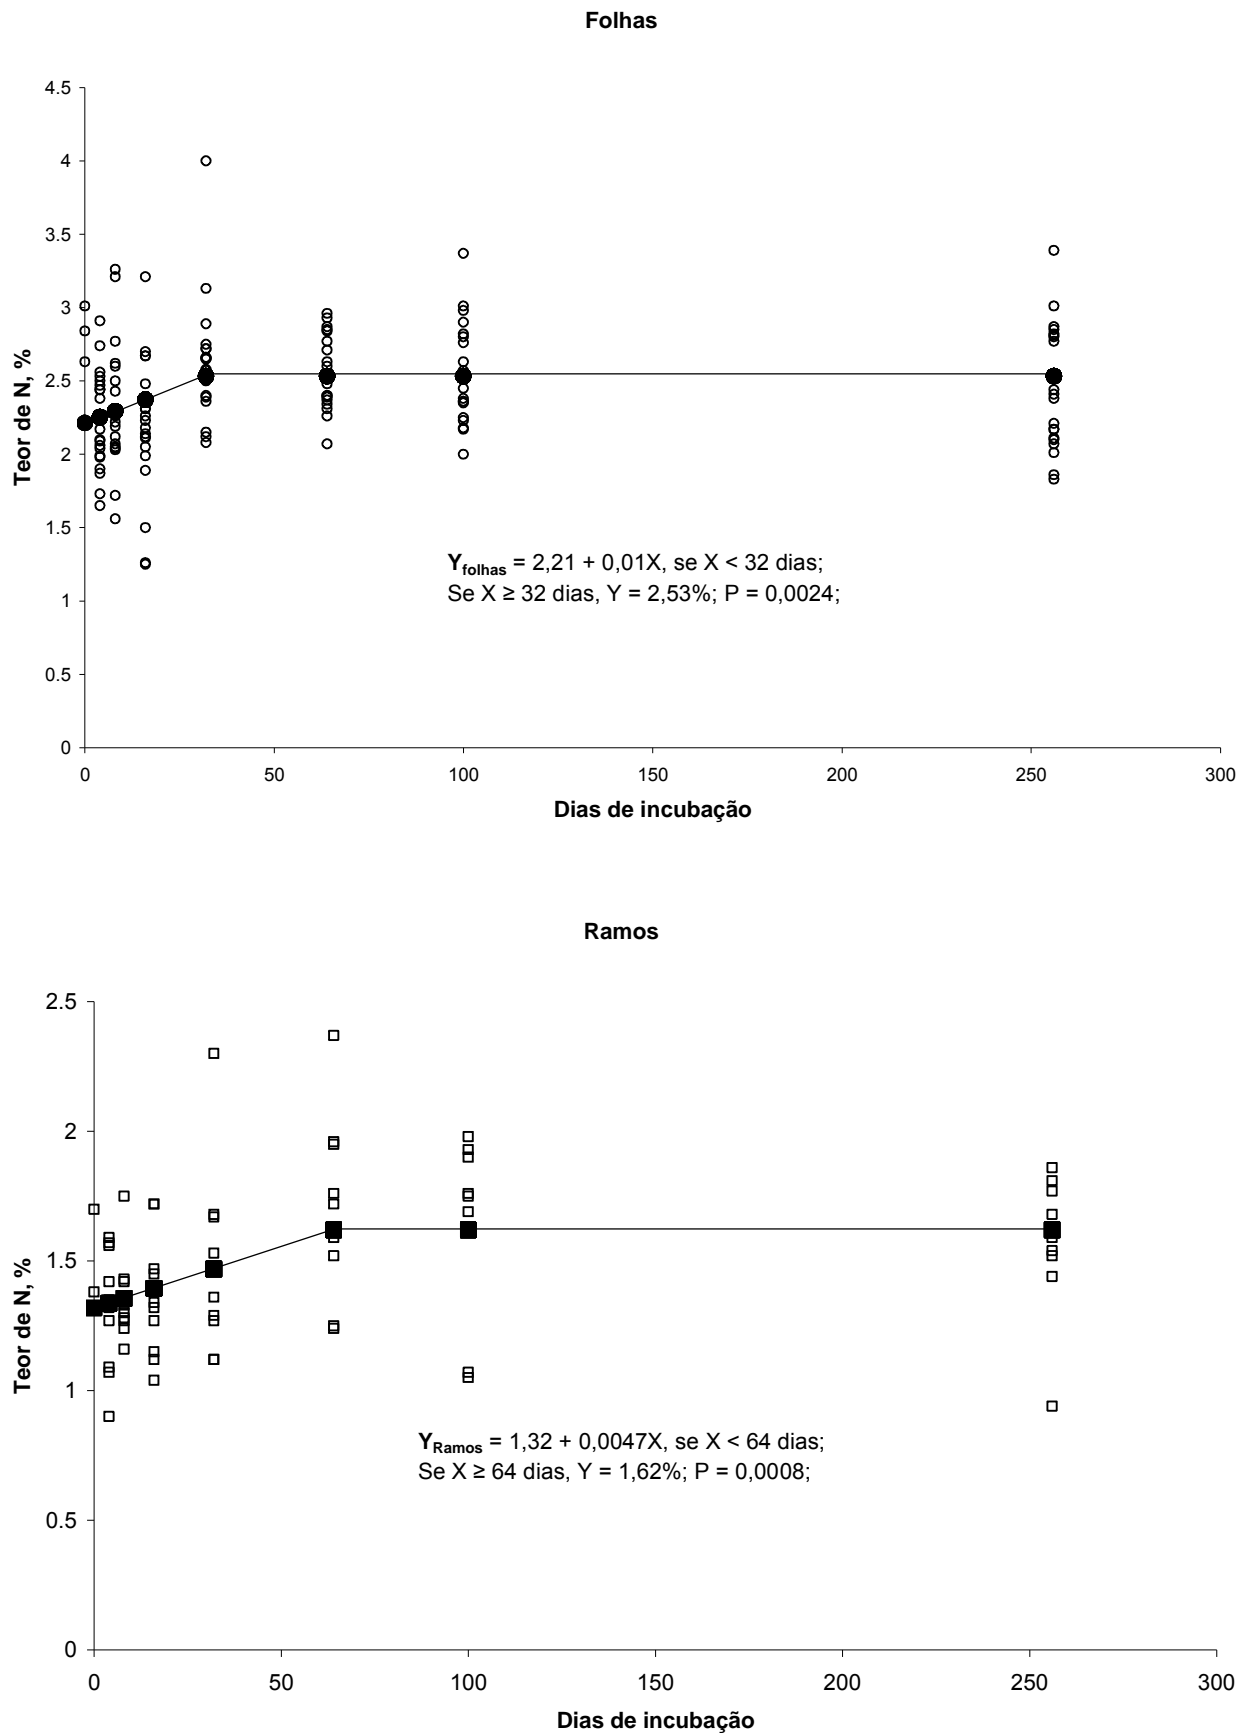 Folhas
4.5
4
3.5
3
2.5
2
1.5
1
0.5
0
Teor de N, %
Y folhas = 2,21 + 0,01X, se X < 32 dias;
Se X ≥ 32 dias, Y = 2,53%; P = 0,0024;
0 50 100 150 200 250 300
Dias de incubação
Ramos
2.5
2
1.5
1
0.5
0
Teor de N, %
Y Ramos = 1,32 + 0,0047X, se X < 64 dias;
Se X ≥ 64 dias, Y = 1,62%; P = 0,0008;
0 50 100 150 200 250 300
Dias de incubação